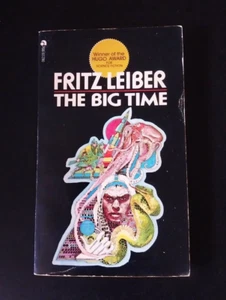 Winner of the
HUGO AWARD
FRITZ LEIBER
THE BIG TIME